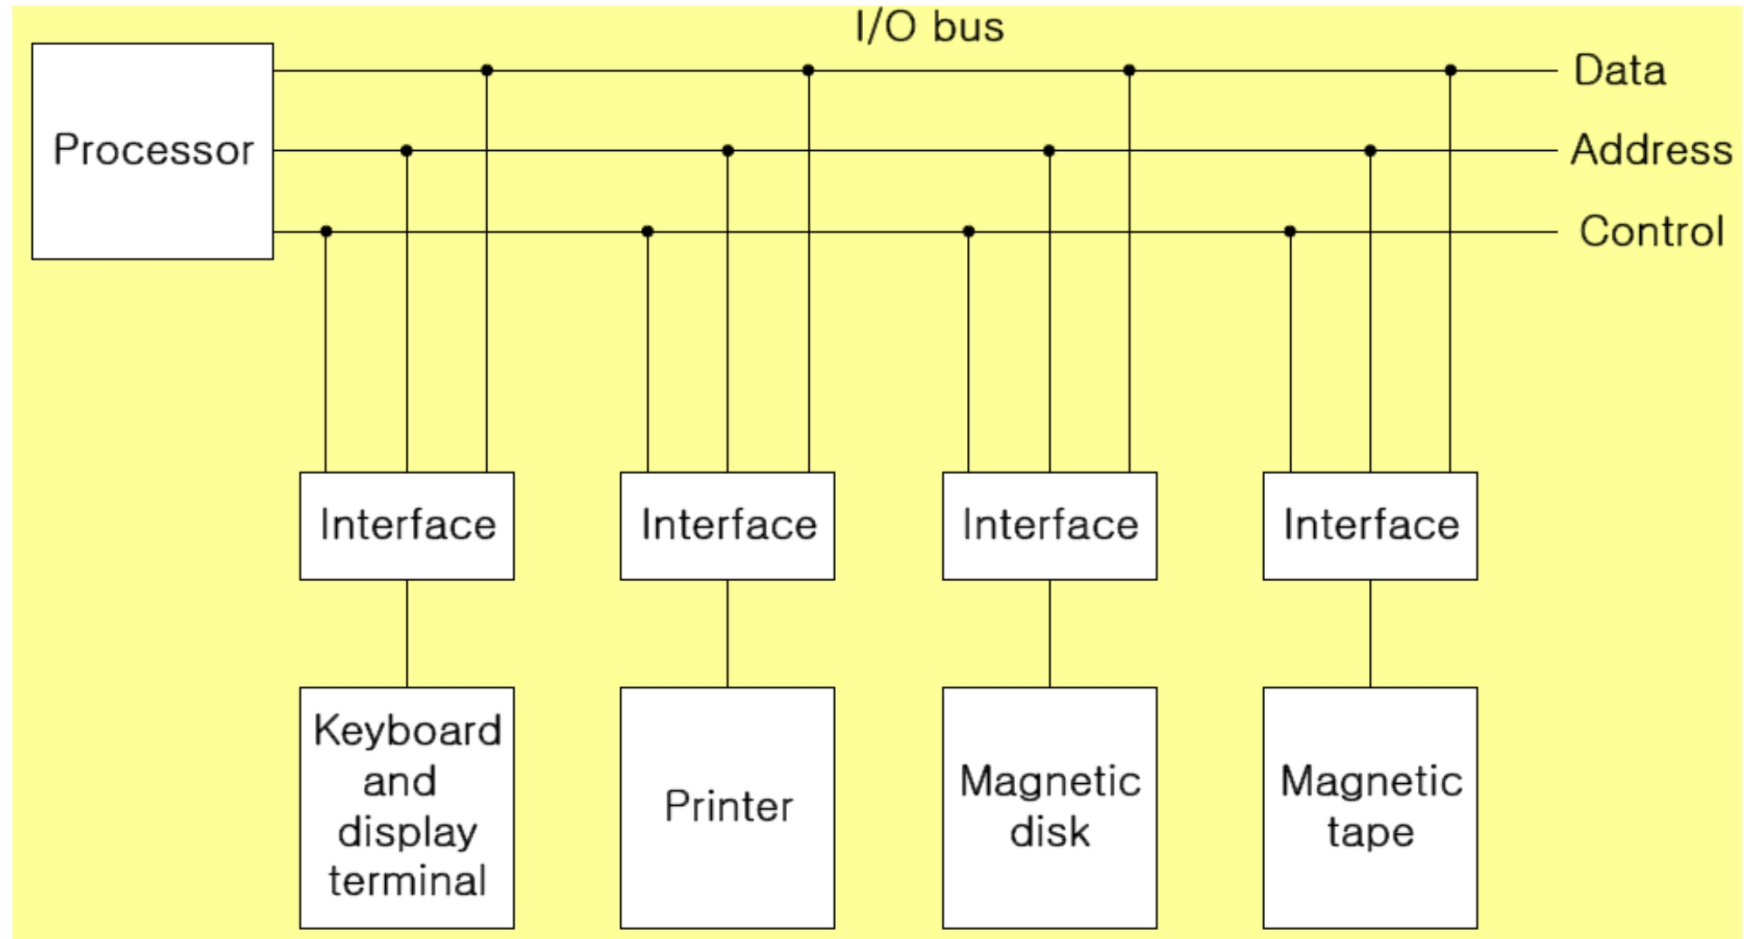 I/O bus
Data
Processor
Address
Control
Interface
Interface
Interface
Interface
Keyboard
and
display
terminal
Printer
Magnetic
disk
Magnetic
tape